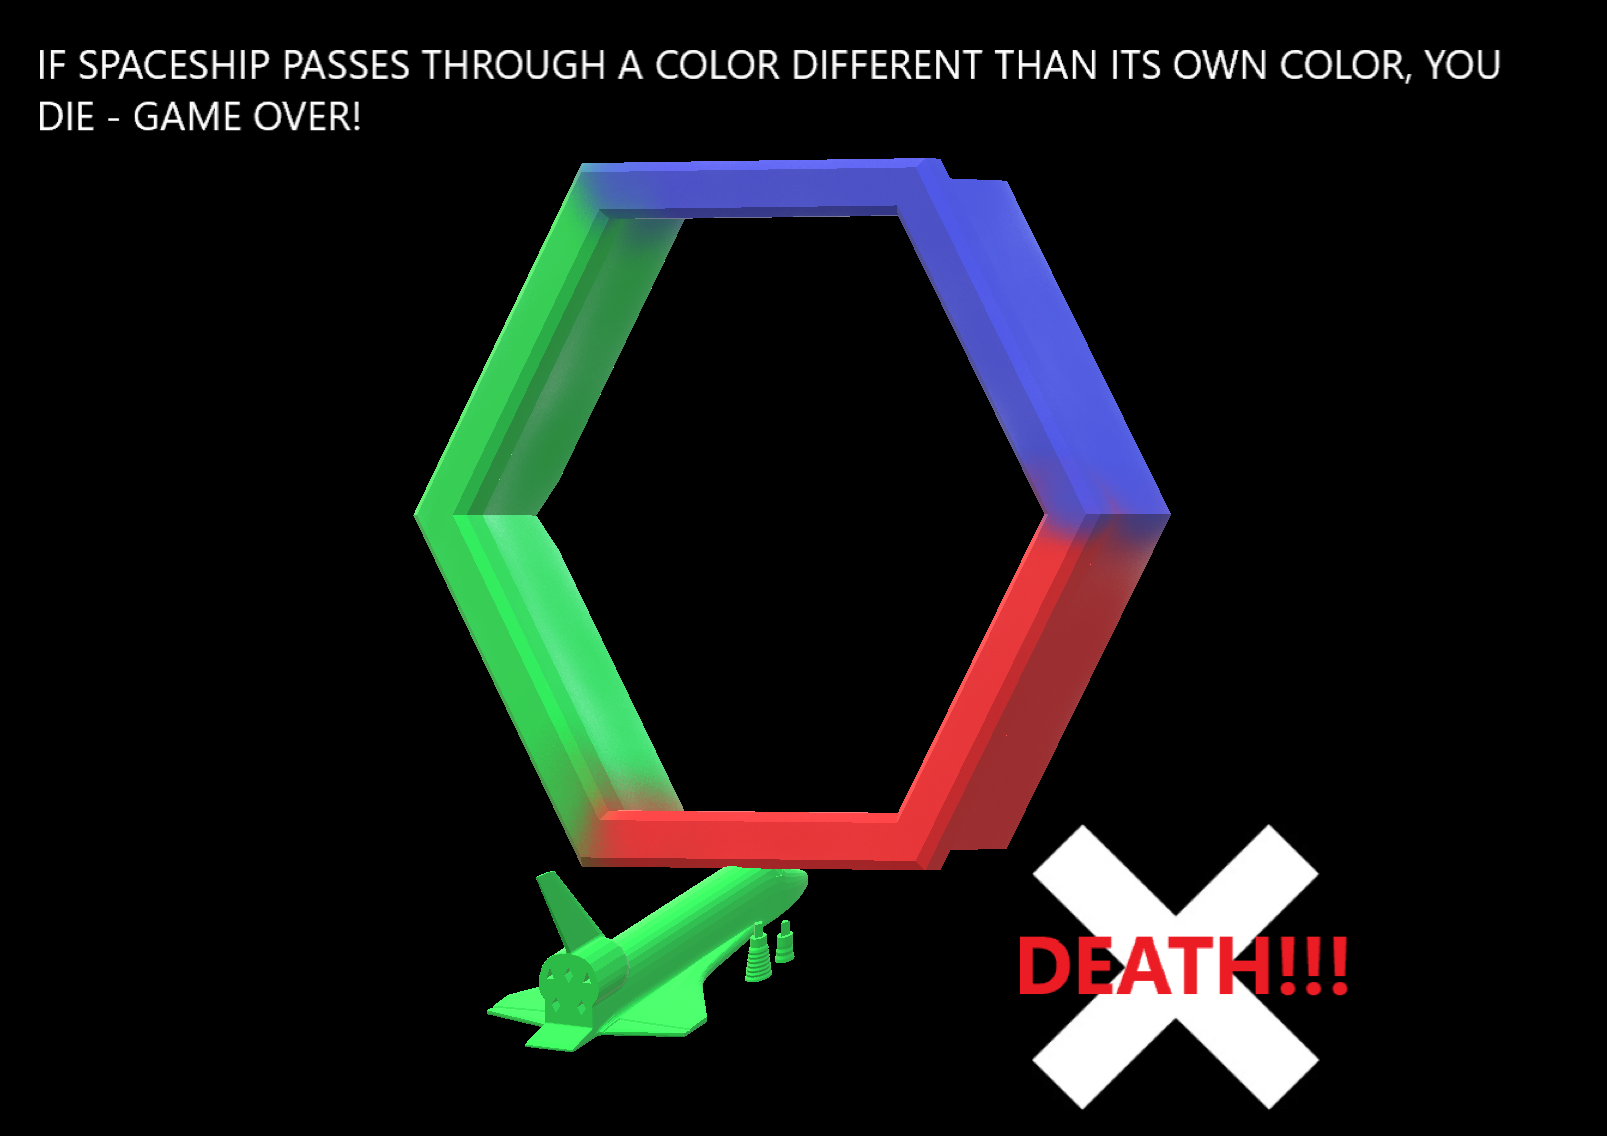 IF SPACESHIP PASSES THROUGH A COLOR DIFFERENT THAN ITS OWN COLOR, YOU
DIE - GAME OVER!
DEATH!!!